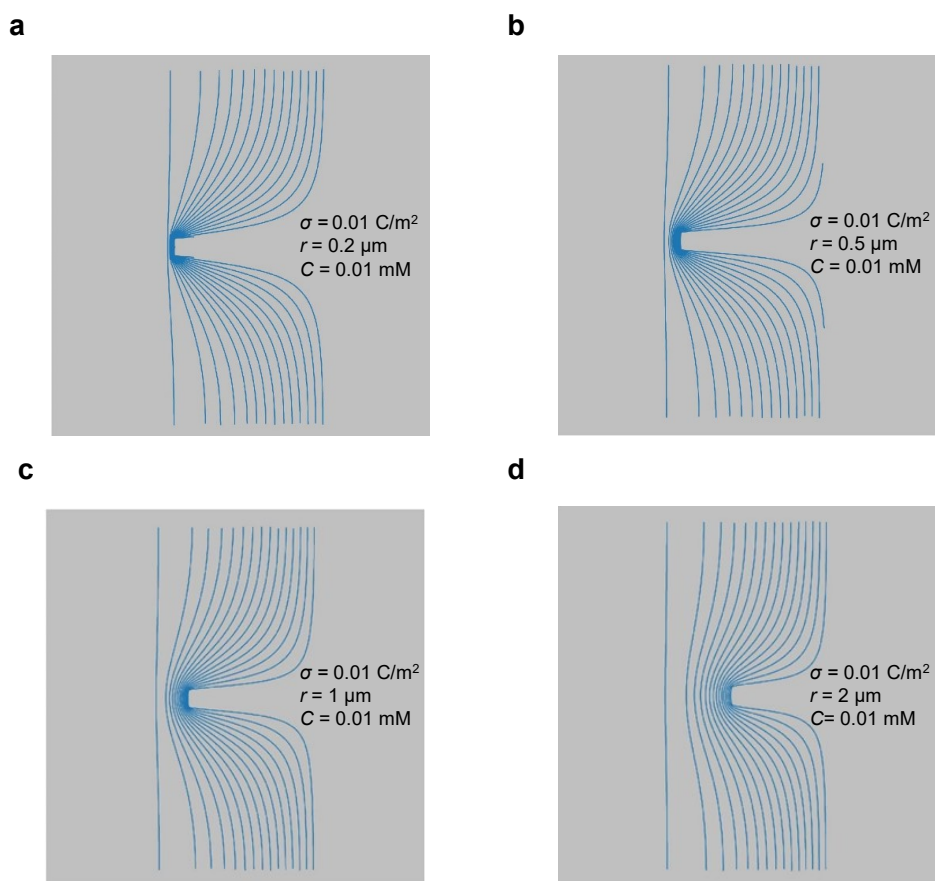 a
b
σ = 0.01 C/m²
r = 0.2 μm
C = 0.01 mM
σ = 0.01 C/m²
r = 0.5 μm
C = 0.01 mM
c
d
σ = 0.01 C/m²
r = 1 μm
C = 0.01 mM
σ = 0.01 C/m²
r = 2 μm
C= 0.01 mM